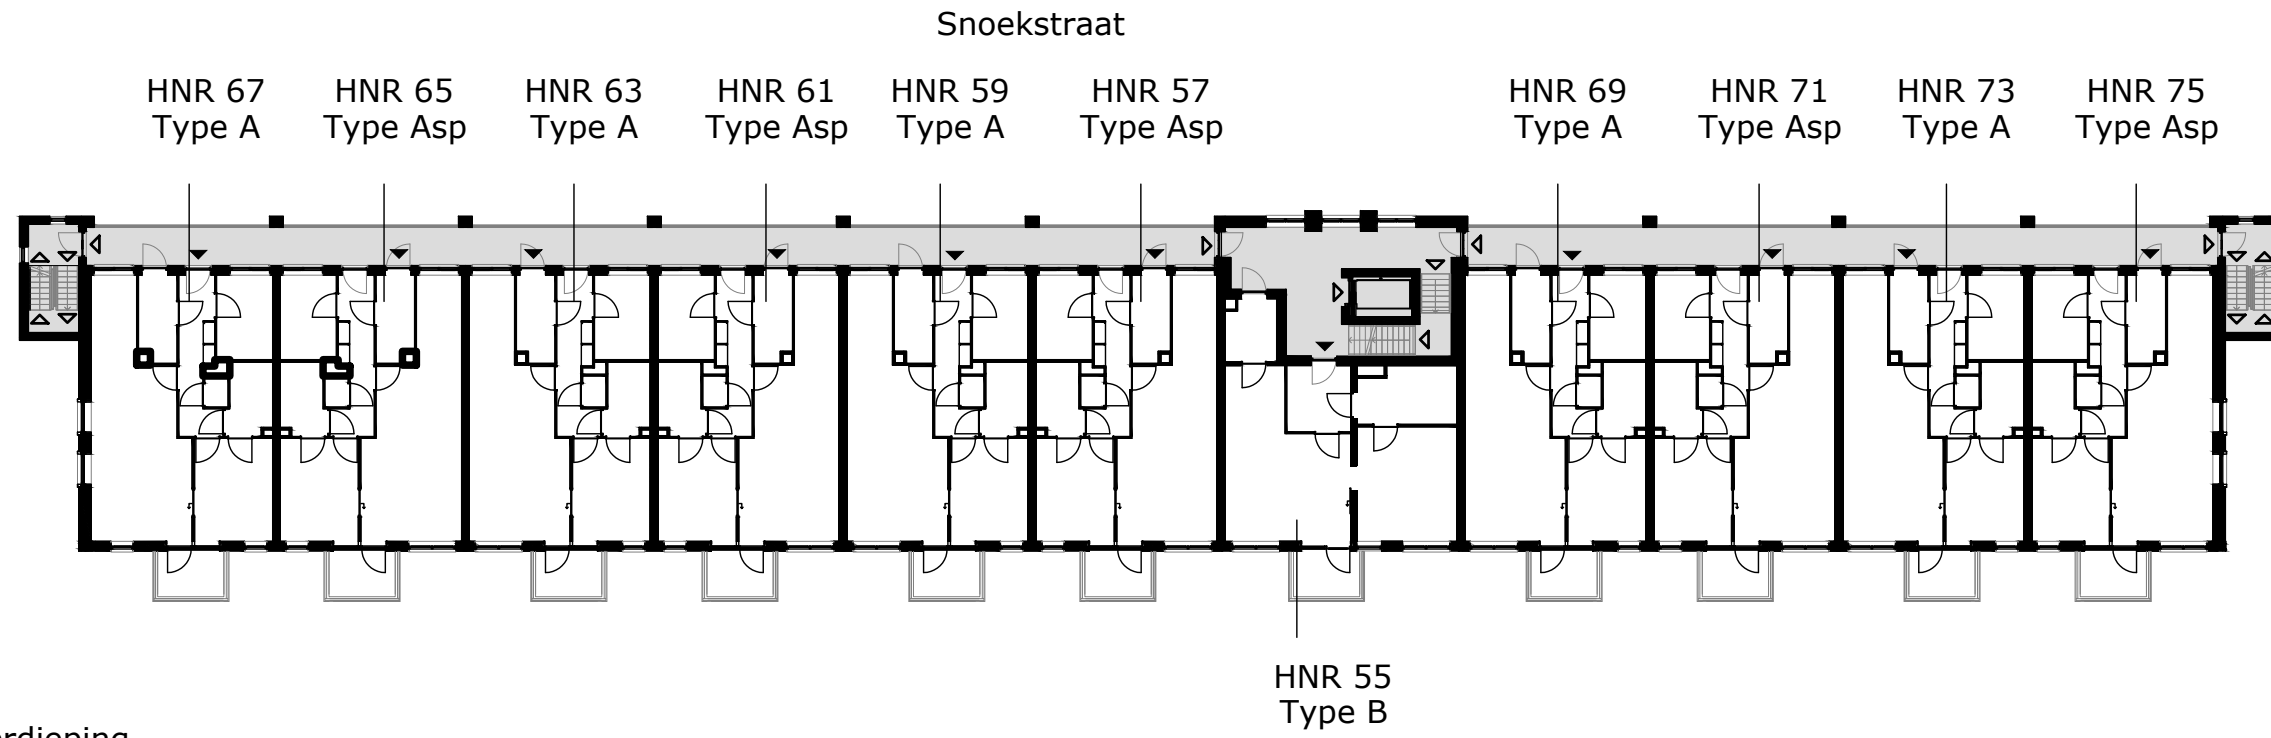 Snoekstraat
HNR 67
Type A
HNR 65
Type Asp
HNR 63
Type A
HNR 61
Type Asp
HNR 59
Type A
HNR 57
Type Asp
HNR 69
Type A
HNR 71
Type Asp
HNR 73
Type A
HNR 75
Type Asp
HNR 55
Type B